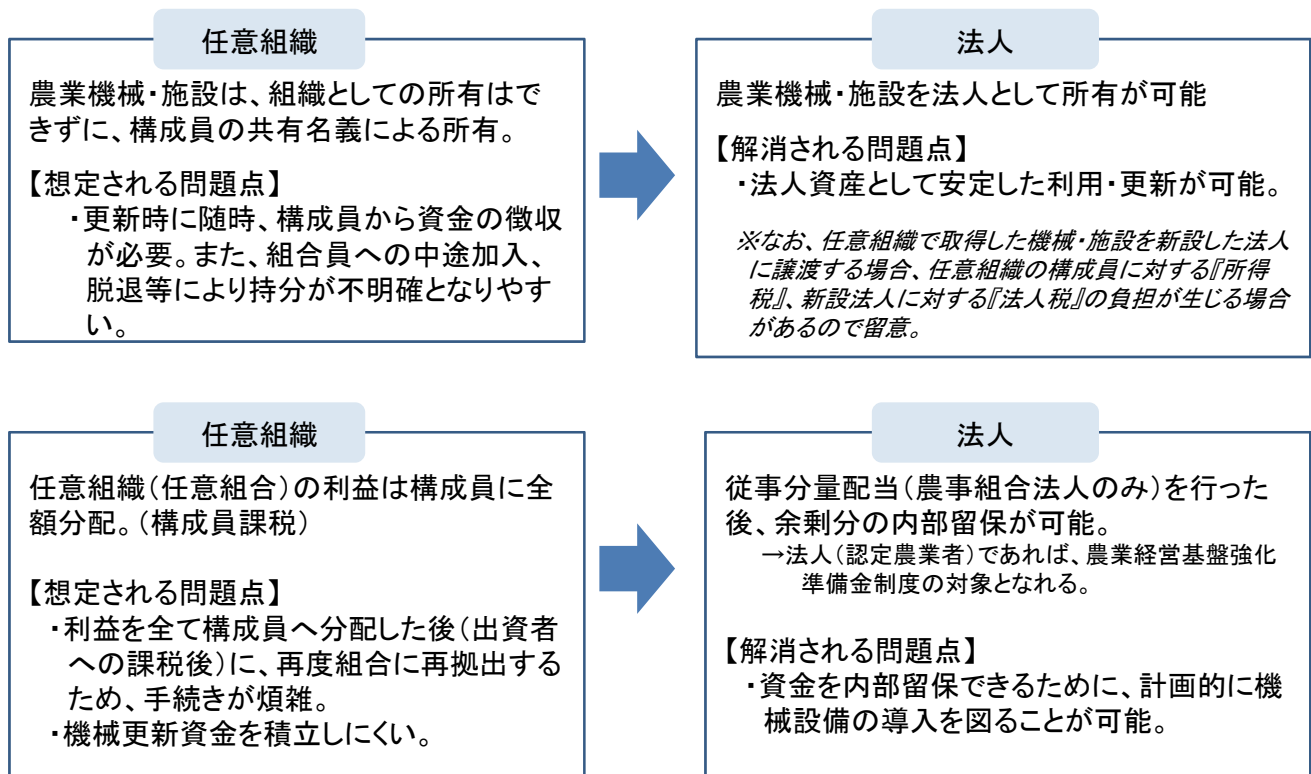 任意組織
農業機械・施設は、組織としての所有はで
きずに、構成員の共有名義による所有。
【想定される問題点】
・更新時に随時、構成員から資金の徴収
が必要。また、組合員への中途加入、
脱退等により持分が不明確となりやす
い。
法人
農業機械・施設を法人として所有が可能
【解消される問題点】
・法人資産として安定した利用・更新が可能。
※なお、任意組織で取得した機械・施設を新設した法人
に譲渡する場合、任意組織の構成員に対する『所得
税』、新設法人に対する『法人税』の負担が生じる場合
があるので留意。
任意組織
任意組織(任意組合)の利益は構成員に全
額分配。(構成員課税)
【想定される問題点】
・利益を全て構成員へ分配した後(出資者
への課税後)に、再度組合に再拠出する
ため、手続きが煩雑。
・機械更新資金を積立しにくい。
法人
従事分量配当(農事組合法人のみ)を行った
後、余剰分の内部留保が可能。
→法人(認定農業者)であれば、農業経営基盤強化
準備金制度の対象となれる。
【解消される問題点】
・資金を内部留保できるために、計画的に機
械設備の導入を図ることが可能。